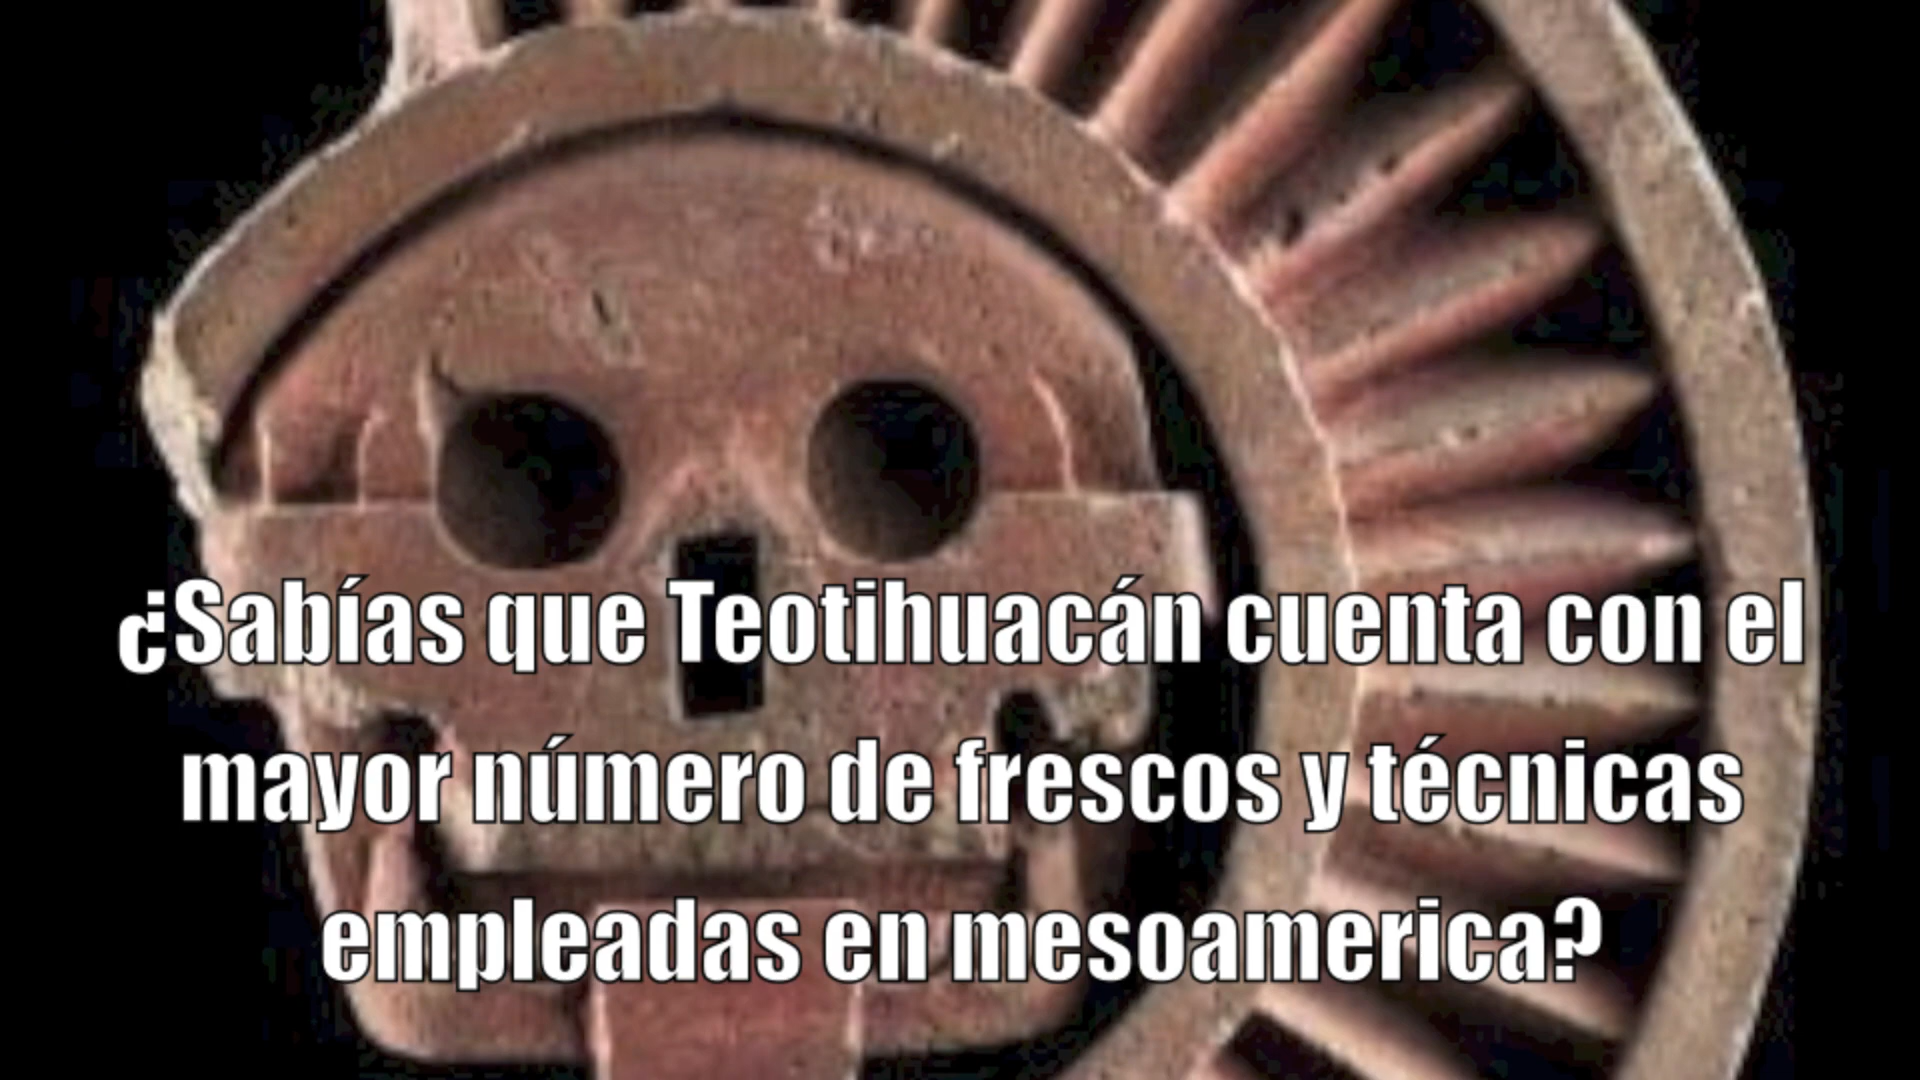 ¿Sabías que Teotihuacán cuenta con el
mayor número de frescos y técnicas
empleadas en mesoamerica?